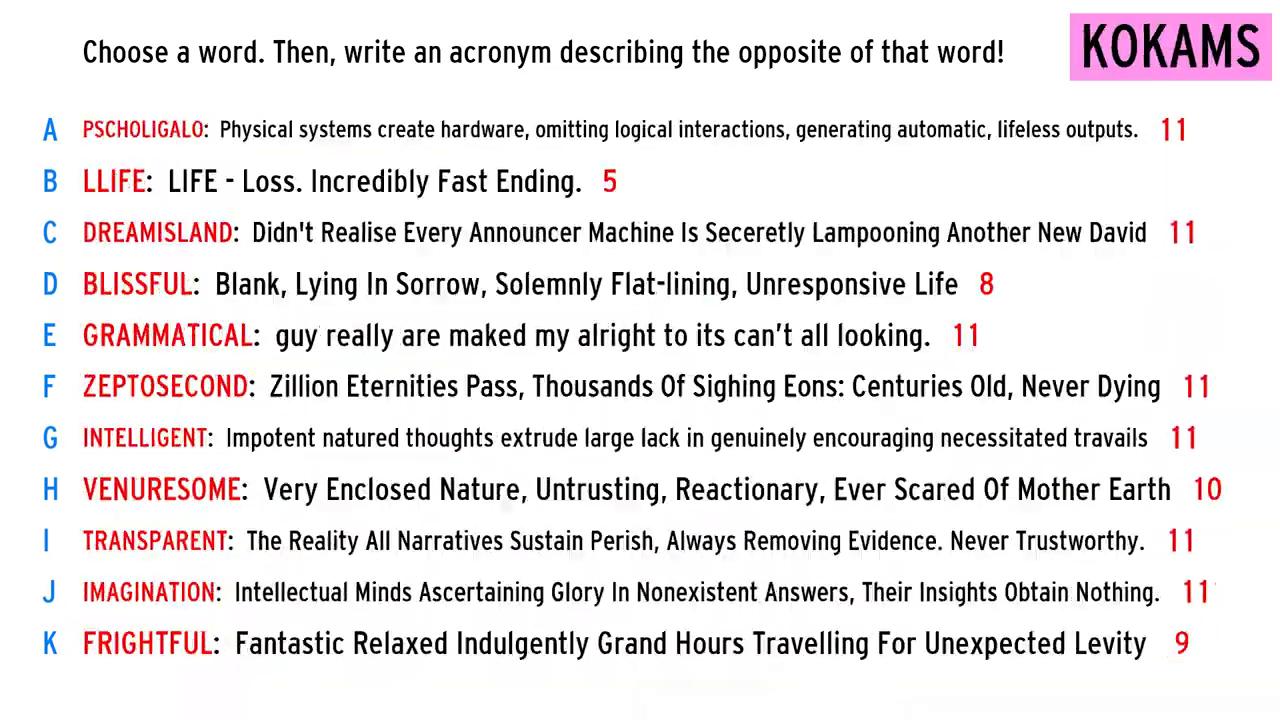 Choose a word. Then, write an acronym describing the opposite of that word!
KOKAMS
A PSCHOLIGALO: Physical systems create hardware, omitting logical interactions, generating automatic, lifeless outputs. 11
B LLIFE: LIFE - Loss. Incredibly Fast Ending. 5
C DREAMISLAND: Didn't Realise Every Announcer Machine Is Seceretly Lampooning Another New David 11
D BLISSFUL: Blank, Lying In Sorrow, Solemnly Flat-lining, Unresponsive Life 8
E GRAMMATICAL: guy really are maked my alright to its can't all looking. 11
F ZEPTOSECOND: Zillion Eternities Pass, Thousands Of Sighing Eons: Centuries Old, Never Dying 11
G INTELLIGENT: Impotent natured thoughts extrude large lack in genuinely encouraging necessitated travails 11
H VENURESOME: Very Enclosed Nature, Untrusting, Reactionary, Ever Scared Of Mother Earth 10
I TRANSPARENT: The Reality All Narratives Sustain Perish, Always Removing Evidence. Never Trustworthy. 11
J IMAGINATION: Intellectual Minds Ascertaining Glory In Nonexistent Answers, Their Insights Obtain Nothing. 11
K FRIGHTFUL: Fantastic Relaxed Indulgently Grand Hours Travelling For Unexpected Levity 9